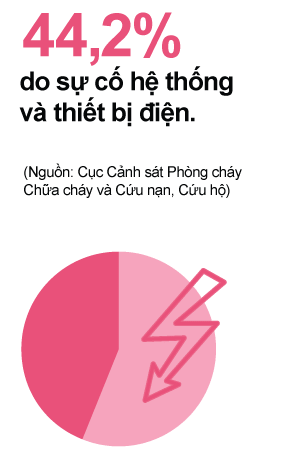 44,2%
do sự cố hệ thống
và thiết bị điện.
(Nguồn: Cục Cảnh sát Phòng cháy
Chữa cháy và Cứu nạn, Cứu hộ)